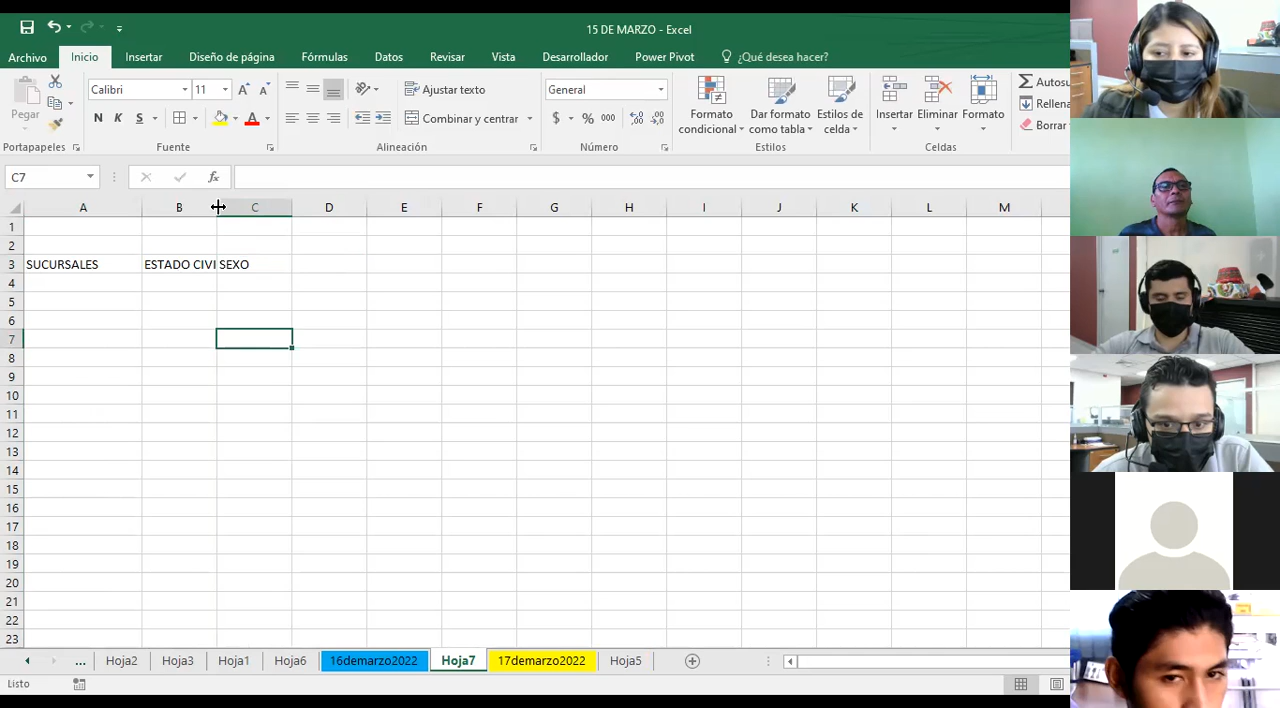 15 DE MARZO - Excel
Archivo Inicio Insertar Diseño de página Fórmulas Datos Revisar Vista Desarrollador Power Pivot ¿Qué desea hacer?
Pegar
Calibri 11
N K S
Ajustar texto
Combinar y centrar
General
$ % 000
Formato condicional
Dar formato como tabla
Estilos de celda
Insertar Eliminar Formato
Autosu
Rellena
Borrar
Portapapeles Fuente Alineación Número Estilos Celdas
C7 fx
A B C D E F G H I J K L M
1
2
3 SUCURSALES ESTADO CIVI SEXO
4
5
6
7
8
9
10
11
12
13
14
15
16
17
18
19
20
21
22
23
... Hoja2 Hoja3 Hoja1 Hoja6 16demarzo2022 Hoja7 17demarzo2022 Hoja5
Listo